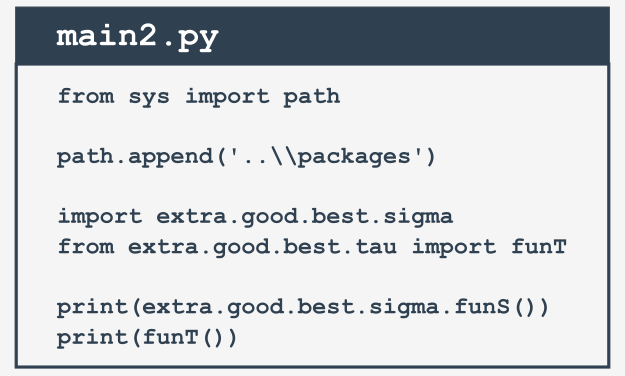 main2.py
from sys import path
path.append('..\\packages')
import extra.good.best.sigma
from extra.good.best.tau import funT
print(extra.good.best.sigma.funS())
print(funT())